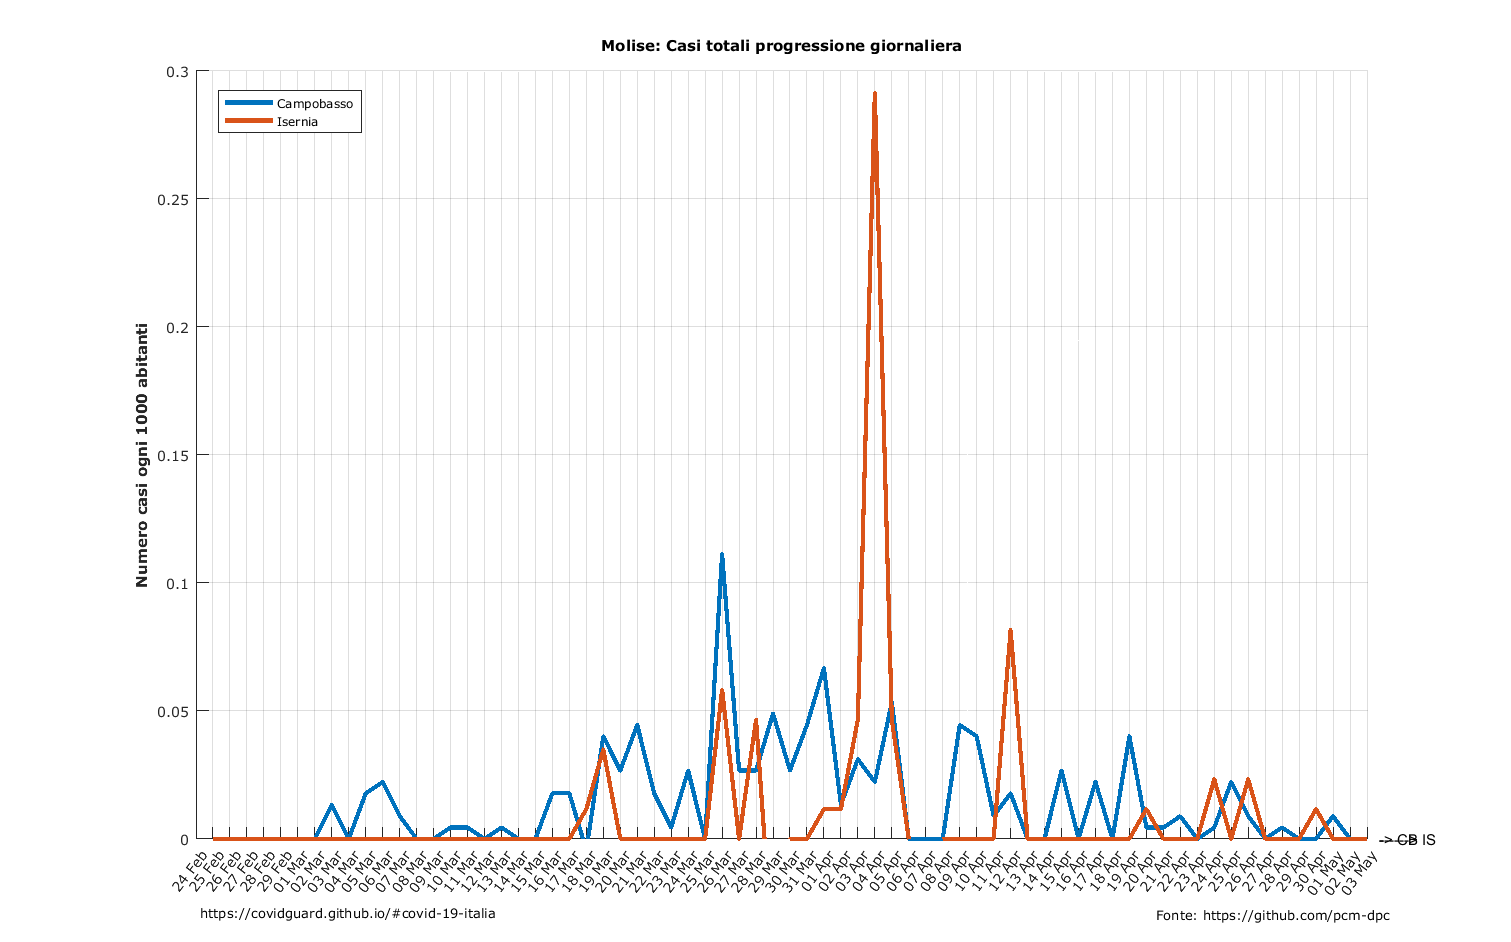 Molise: Casi totali progressione giornaliera
Campobasso
Isernia
Numero casi ogni 1000 abitanti
0.3
0.25
0.2
0.15
0.1
0.05
0
24 Feb
25 Feb
26 Feb
27 Feb
28 Feb
29 Feb
01 Mar
02 Mar
03 Mar
04 Mar
05 Mar
06 Mar
07 Mar
08 Mar
09 Mar
10 Mar
11 Mar
12 Mar
13 Mar
14 Mar
15 Mar
16 Mar
17 Mar
18 Mar
19 Mar
20 Mar
21 Mar
22 Mar
23 Mar
24 Mar
25 Mar
26 Mar
27 Mar
28 Mar
29 Mar
30 Mar
31 Mar
01 Apr
02 Apr
03 Apr
04 Apr
05 Apr
06 Apr
07 Apr
08 Apr
09 Apr
10 Apr
11 Apr
12 Apr
13 Apr
14 Apr
15 Apr
16 Apr
17 Apr
18 Apr
19 Apr
20 Apr
21 Apr
22 Apr
23 Apr
24 Apr
25 Apr
26 Apr
27 Apr
28 Apr
29 Apr
30 Apr
01 May
02 May
03 May
-> CB IS
https://covidguard.github.io/#covid-19-italia
Fonte: https://github.com/pcm-dpc